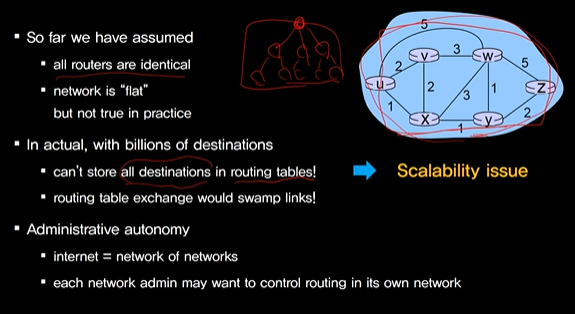 So far we have assumed
all routers are identical
network is “flat”
but not true in practice
In actual, with billions of destinations
can’t store all destinations in routing tables!
routing table exchange would swamp links!
Scalability issue
Administrative autonomy
internet = network of networks
each network admin may want to control routing in its own network
5
v 3 w
2 5
u 2 3 1 z
1 2
x 1 y